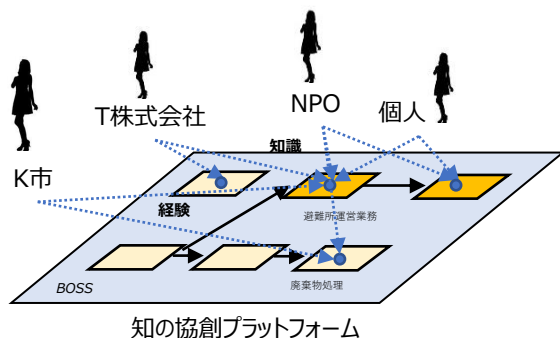 NPO
個人
T株式会社
知識
K市
経験
避難所運営業務
BOSS
廃棄物処理
知の協創プラットフォーム